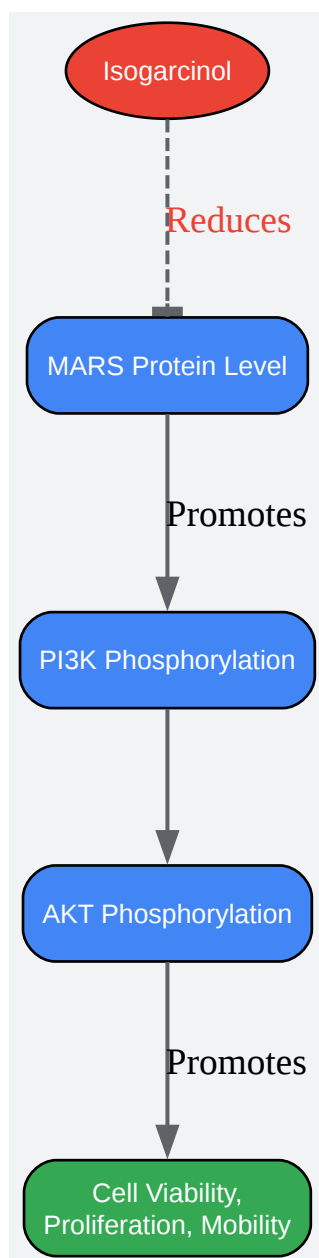 Isogarcinol
Reduces
MARS Protein Level
Promotes
PI3K Phosphorylation
AKT Phosphorylation
Promotes
Cell Viability,
Proliferation, Mobility